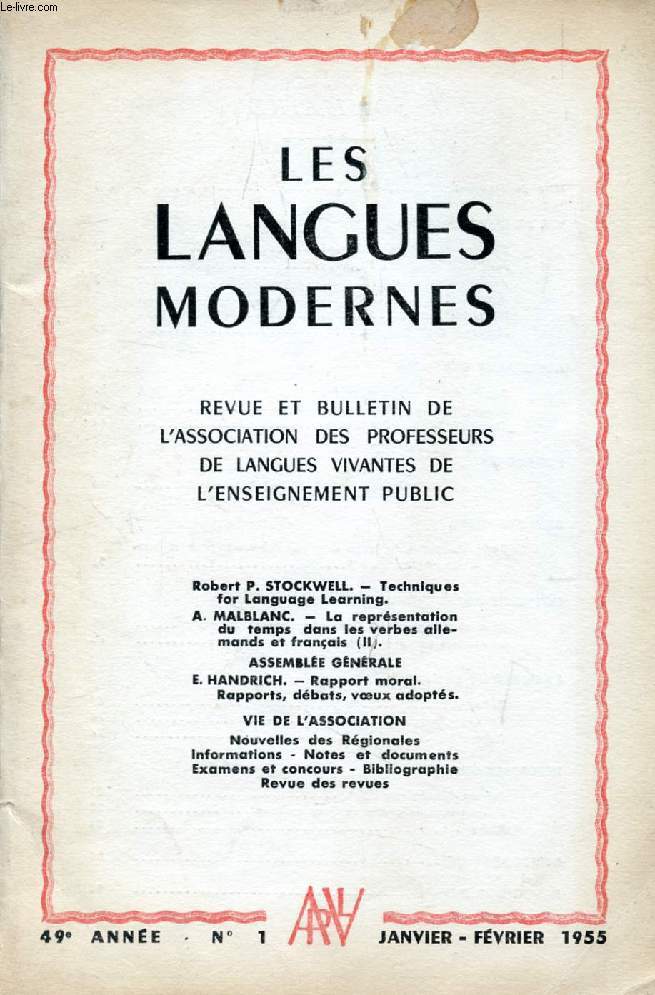 Le-livre.com
LES
LANGUES
MODERNES
REVUE ET BULLETIN DE
L'ASSOCIATION DES PROFESSEURS
DE LANGUES VIVANTES DE
L'ENSEIGNEMENT PUBLIC
Robert P. STOCKWELL. — Techniques
for Language Learning.
A. MALBLANC. — La représentation
du temps dans les verbes alle-
mands et français (II).
ASSEMBLÉE GÉNÉRALE
E. HANDRICH. — Rapport moral.
Rapports, débats, vœux adoptés.
VIE DE L'ASSOCIATION
Nouvelles des Régionales
Informations - Notes et documents
Examens et concours - Bibliographie
Revue des revues
APLV
49e ANNÉE - N° 1 JANVIER - FÉVRIER 1955